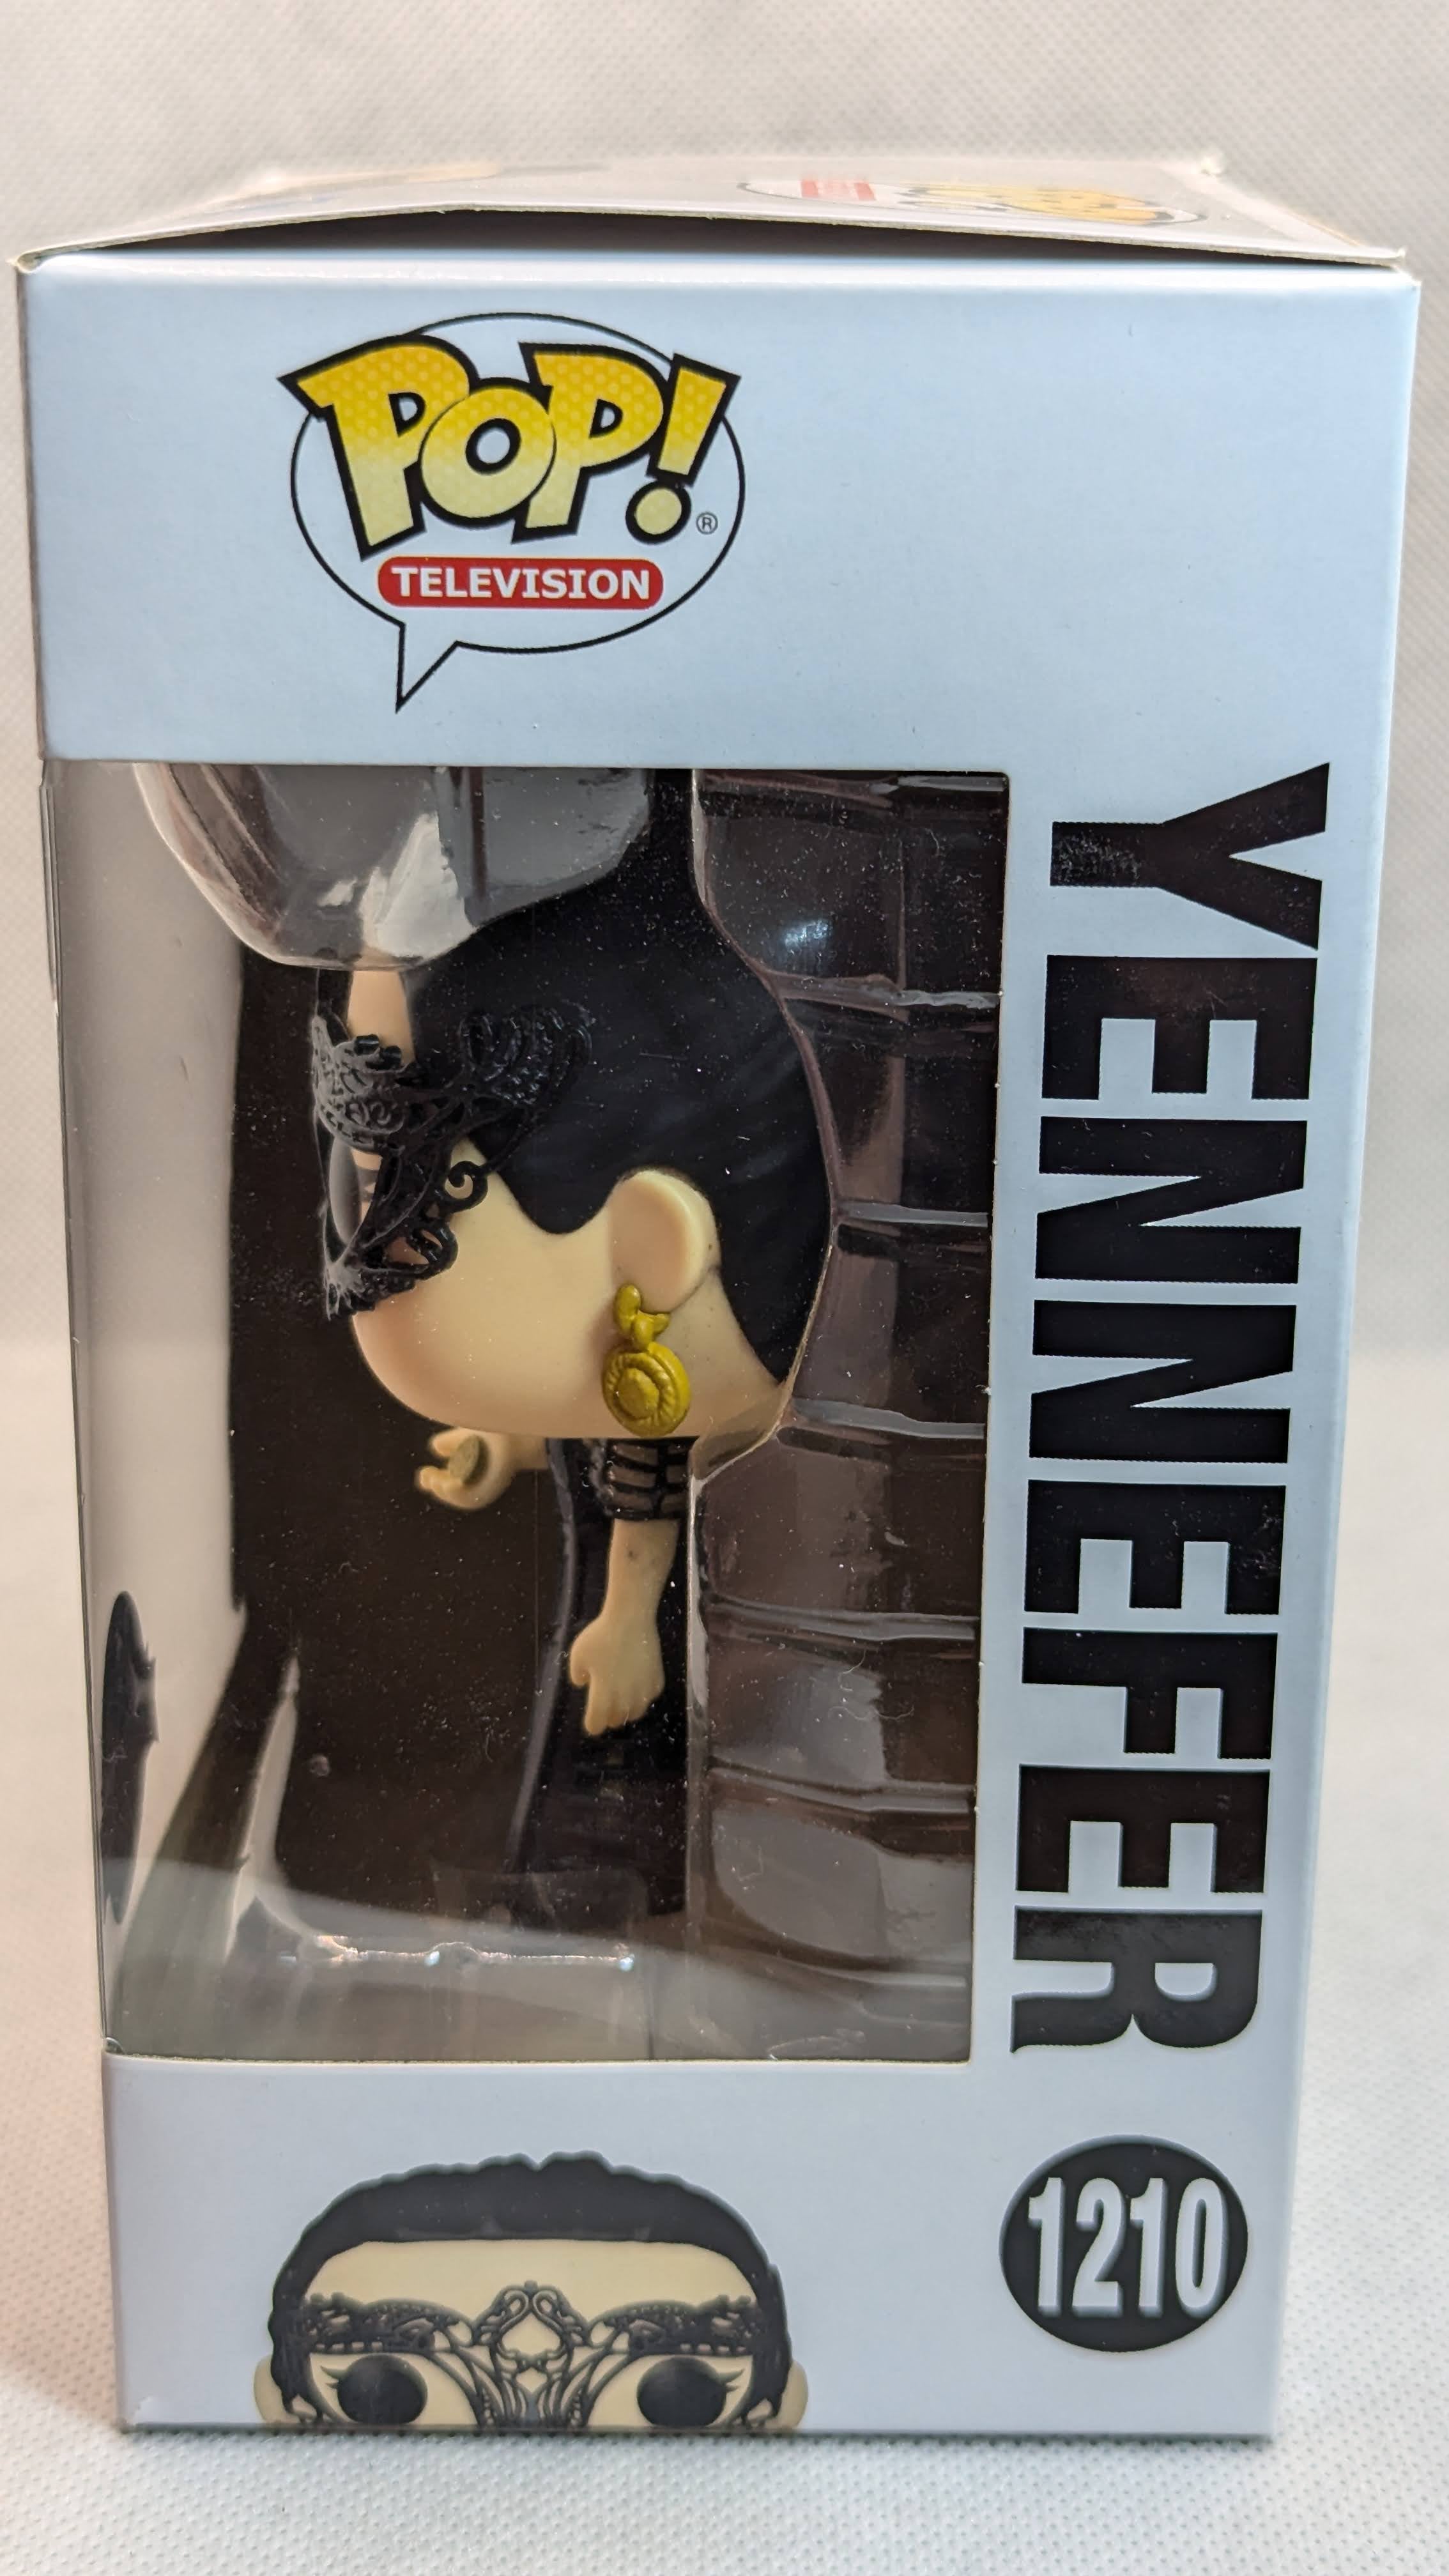 POP!®
TELEVISION
YENNEFER
1210